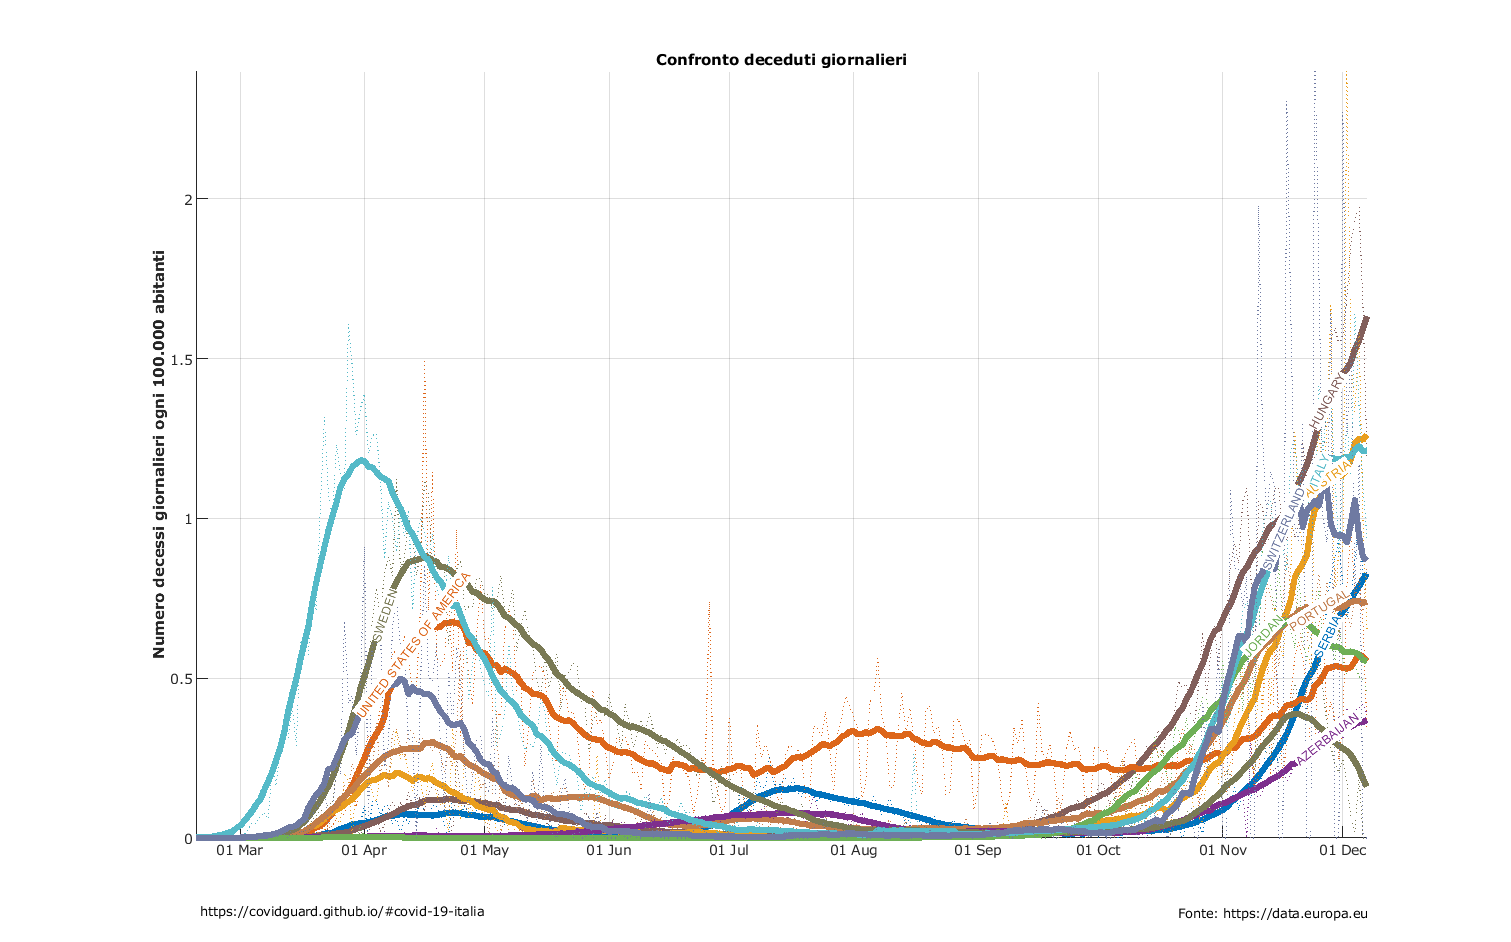 Confronto deceduti giornalieri
Numero decessi giornalieri ogni 100.000 abitanti
2
1.5
1
0.5
0
SWEDEN
UNITED STATES OF AMERICA
HUNGARY
ITALY
AUSTRIA
SWITZERLAND
PORTUGAL
JORDAN
SERBIA
AZERBAIJAN
01 Mar
01 Apr
01 May
01 Jun
01 Jul
01 Aug
01 Sep
01 Oct
01 Nov
01 Dec
https://covidguard.github.io/#covid-19-italia
Fonte: https://data.europa.eu